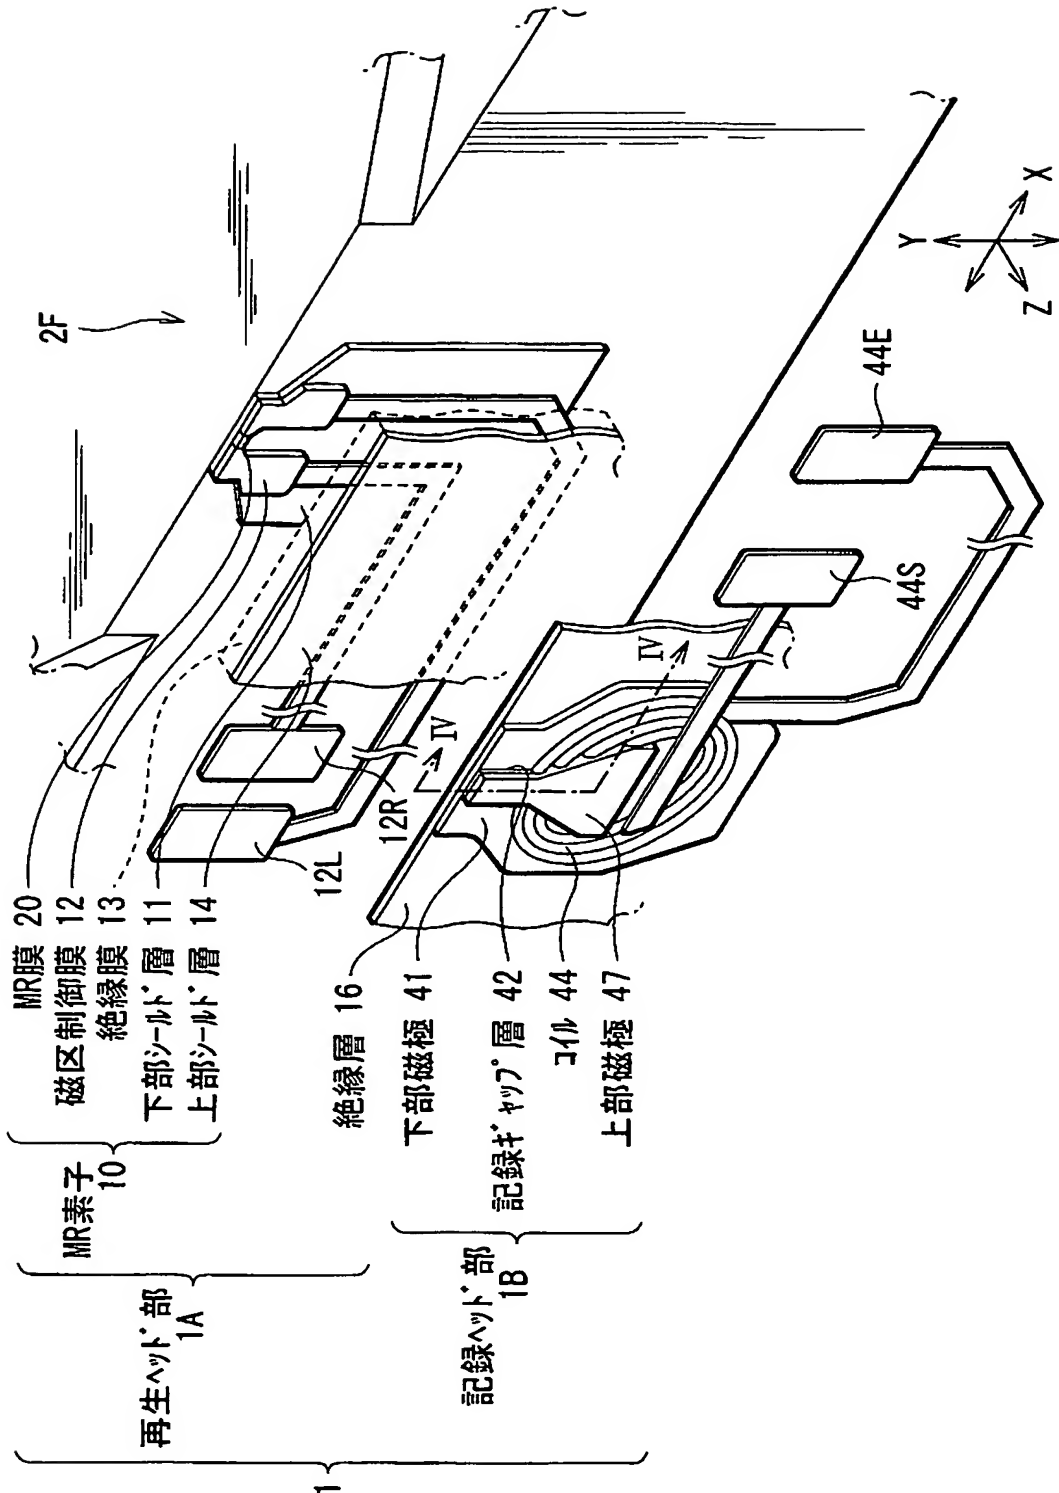 2F
MR膜 20
磁区制御膜 12
絶縁膜 13
下部シールド層 11
上部シールド層 14
MR素子
10
再生ヘッド部
1A
絶縁層 16
下部磁極 41
記録ギャップ層 42
コイル 44
上部磁極 47
記録ヘッド部
1B
1
12L
12R
IV
IV
44S
44E
X
Y
Z